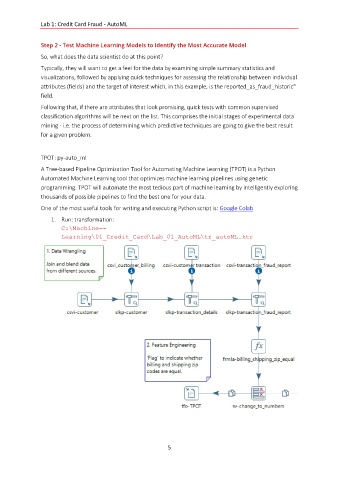 Lab 1: Credit Card Fraud - AutoML
Step 2 - Test Machine Learning Models to Identify the Most Accurate Model
So, what does the data scientist do at this point?
Typically, they will want to get a feel for the data by examining simple summary statistics and
visualizations, followed by applying quick techniques for assessing the relationship between individual
attributes (fields) and the target of interest which, in this example, is the reported_as_fraud_historic"
field.
Following that, if there are attributes that look promising, quick tests with common supervised
classification algorithms will be next on the list. This comprises the initial stages of experimental data
mining - i.e. the process of determining which predictive techniques are going to give the best result
for a given problem.
TPOT: py-auto_ml
A Tree-based Pipeline Optimization Tool for Automating Machine Learning (TPOT) is a Python
Automated Machine Learning tool that optimizes machine learning pipelines using genetic
programming. TPOT will automate the most tedious part of machine learning by intelligently exploring
thousands of possible pipelines to find the best one for your data.
One of the most useful tools for writing and executing Python script is: Google Colab
1. Run: transformation:
C:\Machine--
Learning\01_Credit_Card\Lab_01_AutoML\tr_autoML.ktr
1. Data Wrangling
Join and blend data
from different sources.
csvi_customer_billing
csvi-customer transaction
csvi-transaction_fraud_report
csvi-customer
slkp-customer
slkp-transaction_details
slkp-transaction_fraud_report
2. Feature Engineering
'Flag' to indicate whether
billing and shipping zip
codes are equal.
frmla-billing_shipping_zip_equal
tfo-TPOT
sv-change_to_numbers
5